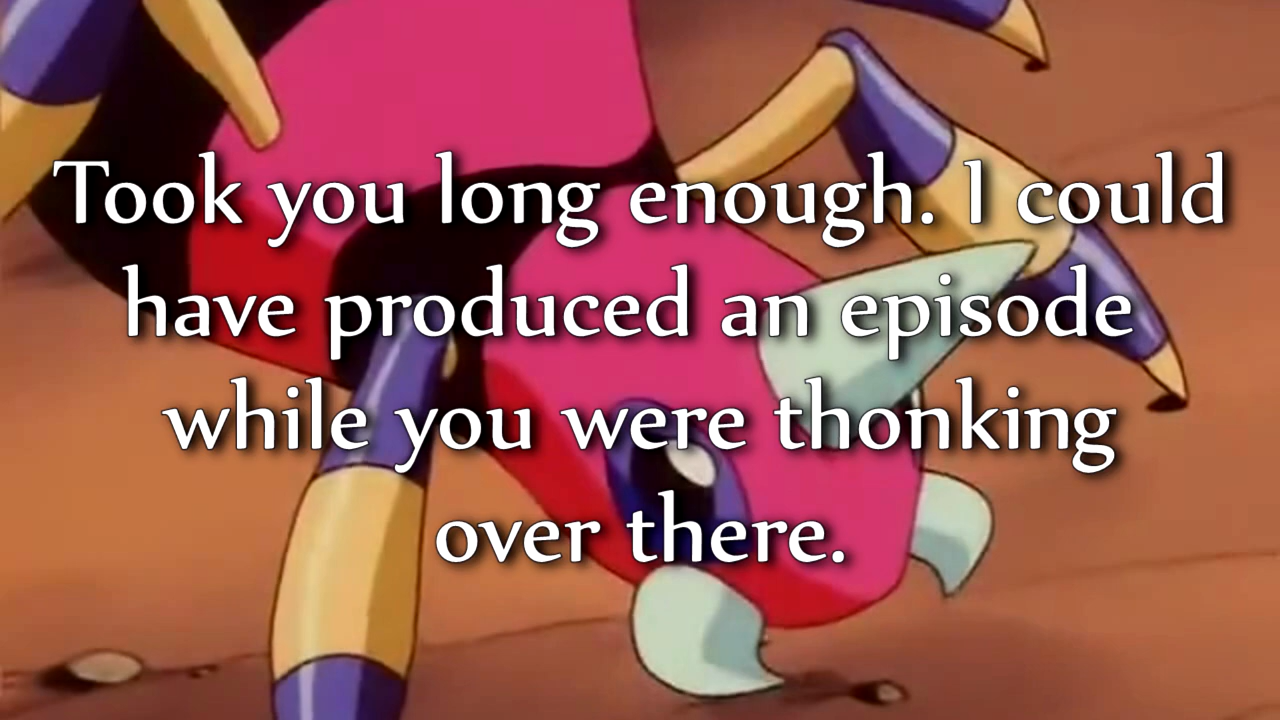 Took you long enough. I could
have produced an episode
while you were thonking
over there.